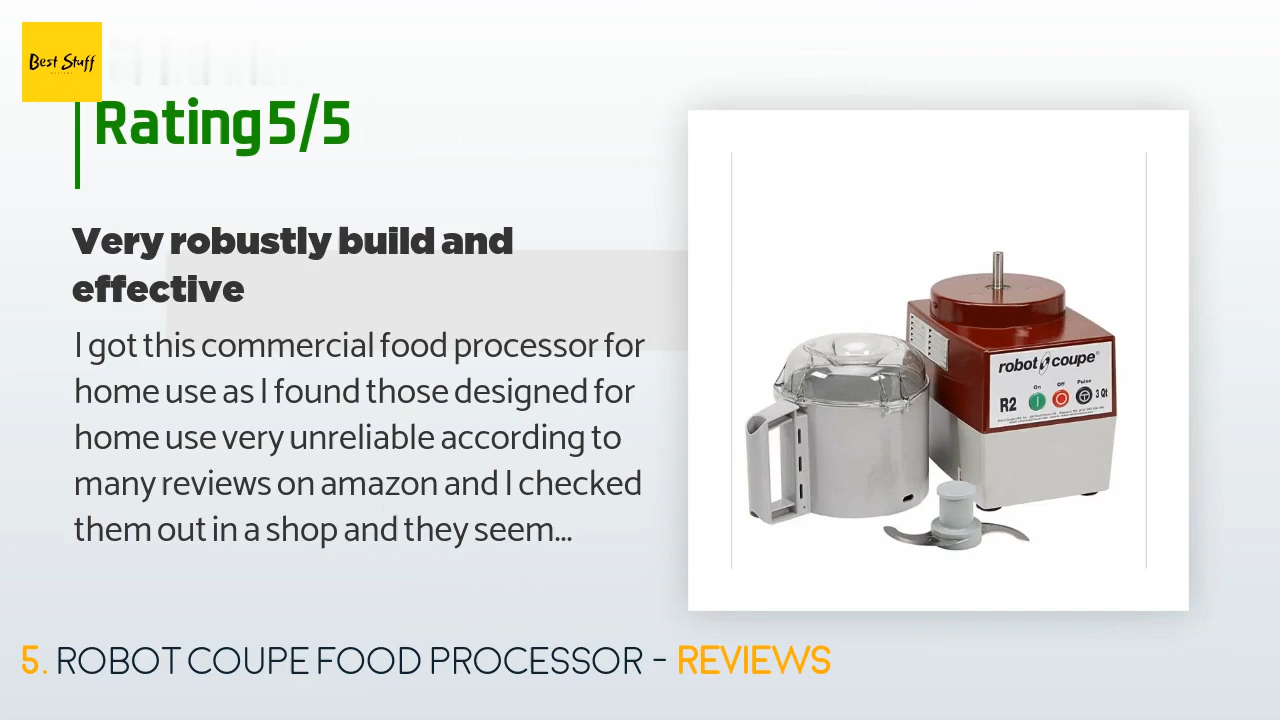 Best Stuff
Rating 5/5
Very robustly build and
effective
I got this commercial food processor for
home use as I found those designed for
home use very unreliable according to
many reviews on amazon and I checked
them out in a shop and they seem...
robot coupe®
On Off Pulse
R2 3 Qt
5. ROBOT COUPE FOOD PROCESSOR - REVIEWS